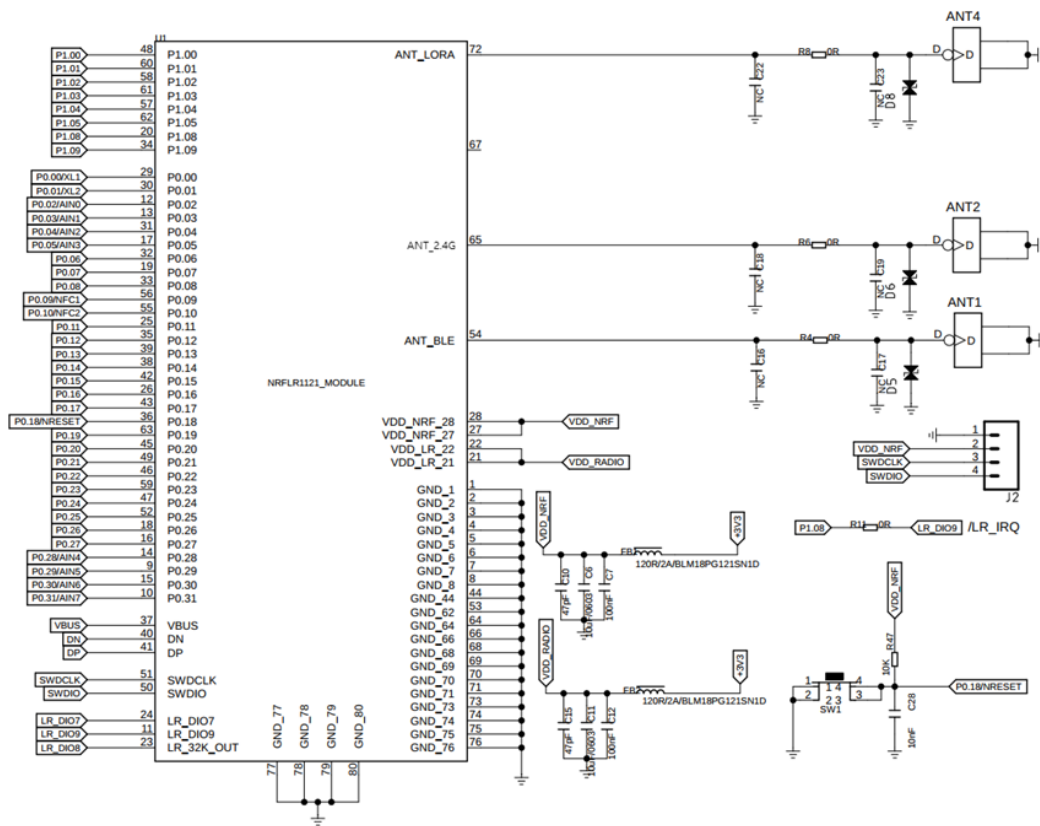 U1
NRFLR1121_MODULE
P1.00 48 P1.00
P1.01 60 P1.01
P1.02 58 P1.02
P1.03 61 P1.03
P1.04 57 P1.04
P1.05 62 P1.05
P1.08 20 P1.08
P1.09 34 P1.09
P0.00/XL1 29 P0.00
P0.01/XL2 30 P0.01
P0.02/AIN0 12 P0.02
P0.03/AIN1 13 P0.03
P0.04/AIN2 31 P0.04
P0.05/AIN3 17 P0.05
P0.06 32 P0.06
P0.07 19 P0.07
P0.08 33 P0.08
P0.09/NFC1 56 P0.09
P0.10/NFC2 55 P0.10
P0.11 25 P0.11
P0.12 35 P0.12
P0.13 39 P0.13
P0.14 38 P0.14
P0.15 42 P0.15
P0.16 26 P0.16
P0.17 43 P0.17
P0.18/NRESET 36 P0.18
P0.19 63 P0.19
P0.20 45 P0.20
P0.21 49 P0.21
P0.22 46 P0.22
P0.23 59 P0.23
P0.24 47 P0.24
P0.25 52 P0.25
P0.26 18 P0.26
P0.27 16 P0.27
P0.28/AIN4 14 P0.28
P0.29/AIN5 9 P0.29
P0.30/AIN6 15 P0.30
P0.31/AIN7 10 P0.31
VBUS 37 VBUS
DN 40 DN
DP 41 DP
SWDCLK 51 SWDCLK
SWDIO 50 SWDIO
LR_DIO7 24 LR_DIO7
LR_DIO9 11 LR_DIO9
LR_DIO8 23 LR_32K_OUT
GND_77 77
GND_78 78
GND_79 79
GND_80 80
ANT_LORA 72
67
ANT_2.4G 65
ANT_BLE 54
VDD_NRF_28 28 VDD_NRF
VDD_NRF_27 27
VDD_LR_22 22
VDD_LR_21 21 VDD_RADIO
GND_1 1
GND_2 2
GND_3 3
GND_4 4
GND_5 5
GND_6 6
GND_7 7
GND_8 8
GND_44 44
GND_62 53
GND_64 64
GND_66 66
GND_68 68
GND_69 69
GND_70 70
GND_71 71
GND_73 73
GND_74 74
GND_75 75
GND_76 76
C22 NC
R8 0R
C23 NC
D8
ANT4
D D
C18 NC
R6 0R
C19 NC
D6
ANT2
D D
C16 NC
R4 0R
C17 NC
D5
ANT1
D D
1
VDD_NRF 2
SWDCLK 3
SWDIO 4
J2
P1.08 R11 0R LR_DIO9 /LR_IRQ
VDD_NRF
+3V3
120R/2A/BLM18PG121SN1D
C10 47pF
C6 10uF/0603
C7 100nF
VDD_RADIO
+3V3
120R/2A/BLM18PG121SN1D
C15 47pF
C11 10uF/0603
C12 100nF
VDD_NRF
R47 10K
1 1 4 4
2 2 3 3
SW1
P0.18/NRESET
C28 10nF